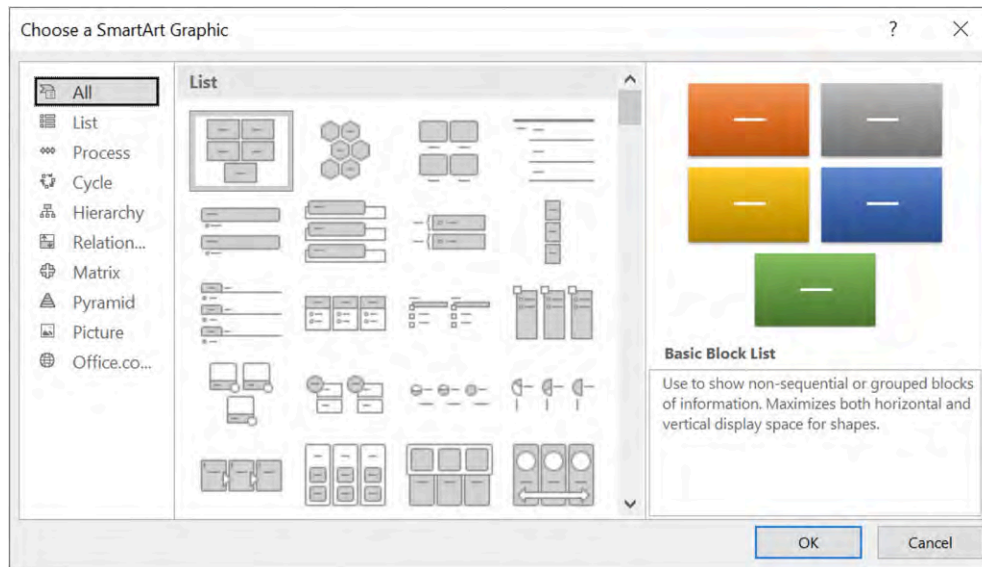 Choose a SmartArt Graphic
?
All
List
Process
Cycle
Hierarchy
Relation...
Matrix
Pyramid
Picture
Office.co...
List
Basic Block List
Use to show non-sequential or grouped blocks
of information. Maximizes both horizontal and
vertical display space for shapes.
OK
Cancel